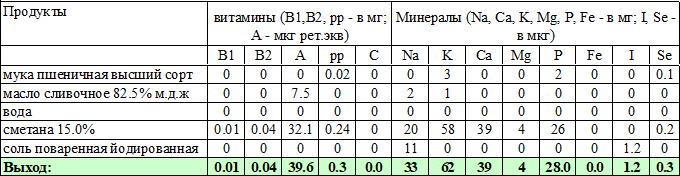 Продукты витамины (B1,B2, pp - в мг; Минералы (Na, Ca, K, Mg, P, Fe - в мг; I, Se -
А - мкг рет.экв) в мкг)
B1 B2 A pp C Na K Ca Mg P Fe I Se
мука пшеничная высший сорт 0 0 0 0.02 0 0 3 0 0 2 0 0 0.1
масло сливочное 82.5% м.д.ж 0 0 7.5 0 0 2 1 0 0 0 0 0 0
вода 0 0 0 0 0 0 0 0 0 0 0 0 0
сметана 15.0% 0.01 0.04 32.1 0.24 0 20 58 39 4 26 0 0 0.2
соль поваренная йодированная 0 0 0 0 0 11 0 0 0 0 0 1.2 0
Выход: 0.01 0.04 39.6 0.3 0.0 33 62 39 4 28.0 0.0 1.2 0.3